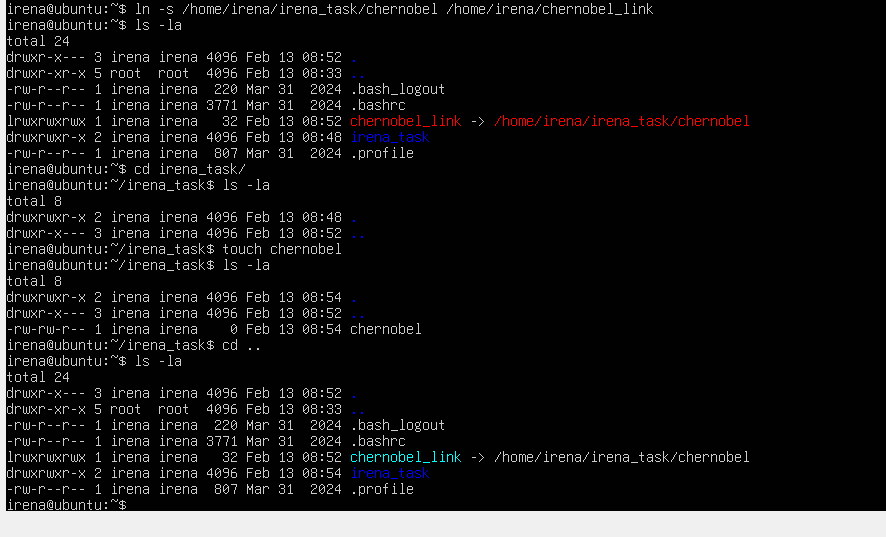 irena@ubuntu:~$ ln -s /home/irena/irena_task/chernobel /home/irena/chernobel_link
irena@ubuntu:~$ ls -la
total 24
drwxr-x--- 3 irena irena 4096 Feb 13 08:52 .
drwxr-xr-x 5 root  root  4096 Feb 13 08:33 ..
-rw-r--r-- 1 irena irena  220 Mar 31  2024 .bash_logout
-rw-r--r-- 1 irena irena 3771 Mar 31  2024 .bashrc
lrwxrwxrwx 1 irena irena   32 Feb 13 08:52 chernobel_link -> /home/irena/irena_task/chernobel
drwxrwxr-x 2 irena irena 4096 Feb 13 08:48 irena_task
-rw-r--r-- 1 irena irena  807 Mar 31  2024 .profile
irena@ubuntu:~$ cd irena_task/
irena@ubuntu:~/irena_task$ ls -la
total 8
drwxrwxr-x 2 irena irena 4096 Feb 13 08:48 .
drwxr-x--- 3 irena irena 4096 Feb 13 08:52 ..
irena@ubuntu:~/irena_task$ touch chernobel
irena@ubuntu:~/irena_task$ ls -la
total 8
drwxrwxr-x 2 irena irena 4096 Feb 13 08:54 .
drwxr-x--- 3 irena irena 4096 Feb 13 08:52 ..
-rw-rw-r-- 1 irena irena    0 Feb 13 08:54 chernobel
irena@ubuntu:~/irena_task$ cd ..
irena@ubuntu:~$ ls -la
total 24
drwxr-x--- 3 irena irena 4096 Feb 13 08:52 .
drwxr-xr-x 5 root  root  4096 Feb 13 08:33 ..
-rw-r--r-- 1 irena irena  220 Mar 31  2024 .bash_logout
-rw-r--r-- 1 irena irena 3771 Mar 31  2024 .bashrc
lrwxrwxrwx 1 irena irena   32 Feb 13 08:52 chernobel_link -> /home/irena/irena_task/chernobel
drwxrwxr-x 2 irena irena 4096 Feb 13 08:54 irena_task
-rw-r--r-- 1 irena irena  807 Mar 31  2024 .profile
irena@ubuntu:~$